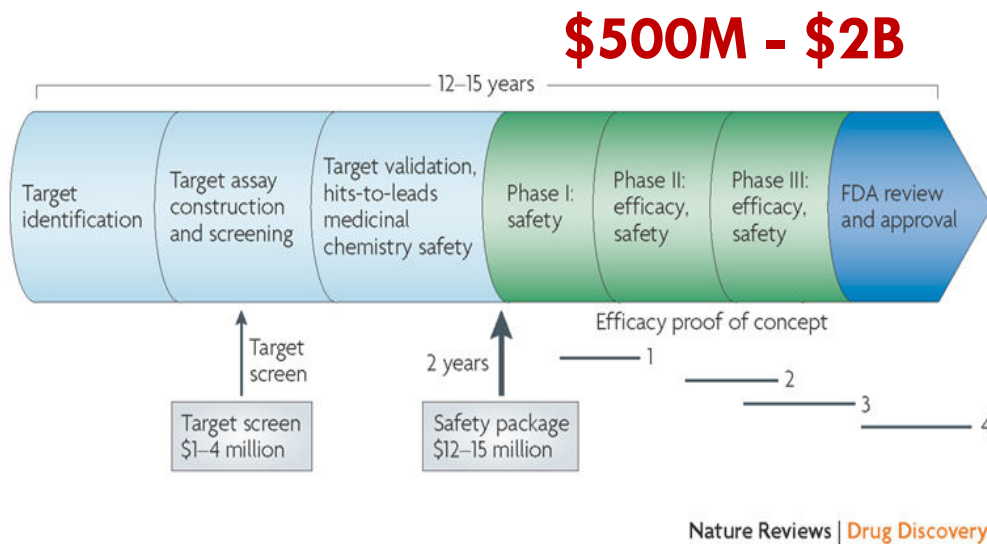 $500M - $2B
12–15 years
Target
identification
Target assay
construction
and screening
Target validation,
hits-to-leads
medicinal
chemistry safety
Phase I:
safety
Phase II:
efficacy,
safety
Phase III:
efficacy,
safety
FDA review
and approval
Target
screen
Target screen
$1–4 million
2 years
Safety package
$12–15 million
Efficacy proof of concept
1
2
3
4
Nature Reviews | Drug Discovery